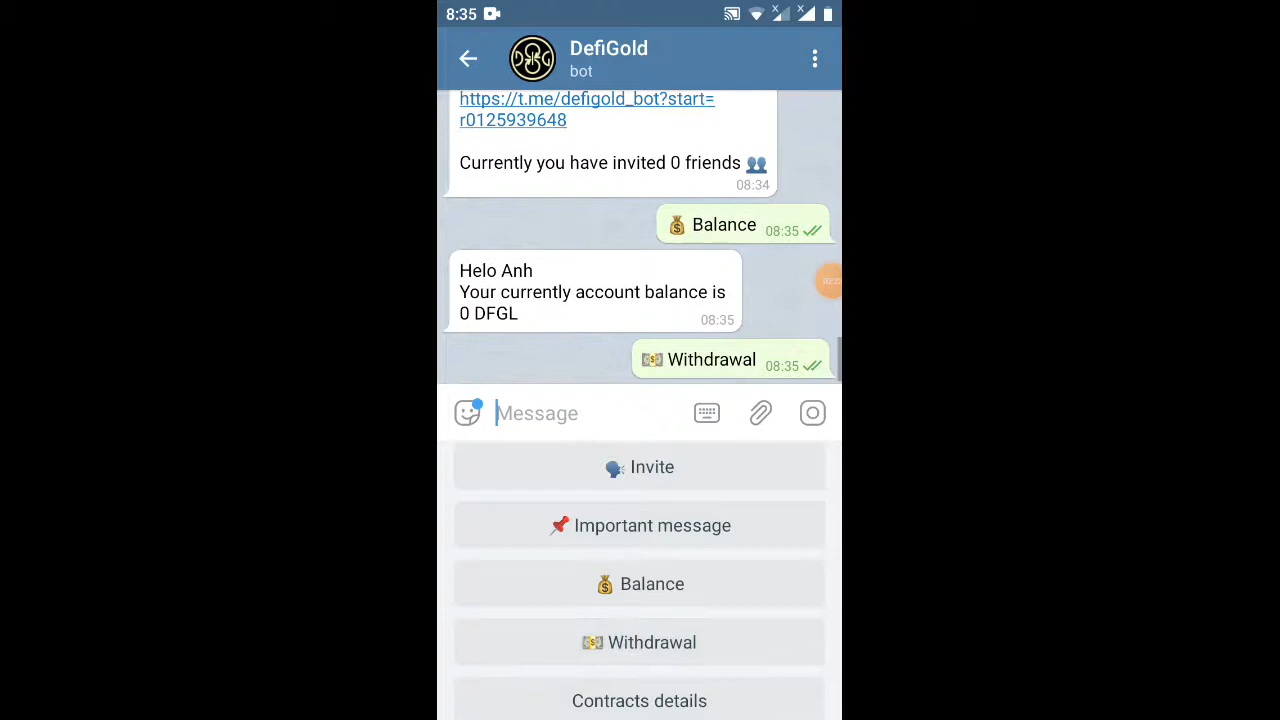 8:35
DefiGold
bot
https://t.me/defigold_bot?start=
r0125939648
Currently you have invited 0 friends 👥
08:34
💰 Balance 08:35
Helo Anh
Your currently account balance is
0 DFGL
08:35
💵 Withdrawal 08:35
Message
🗣 Invite
📌 Important message
💰 Balance
💵 Withdrawal
Contracts details